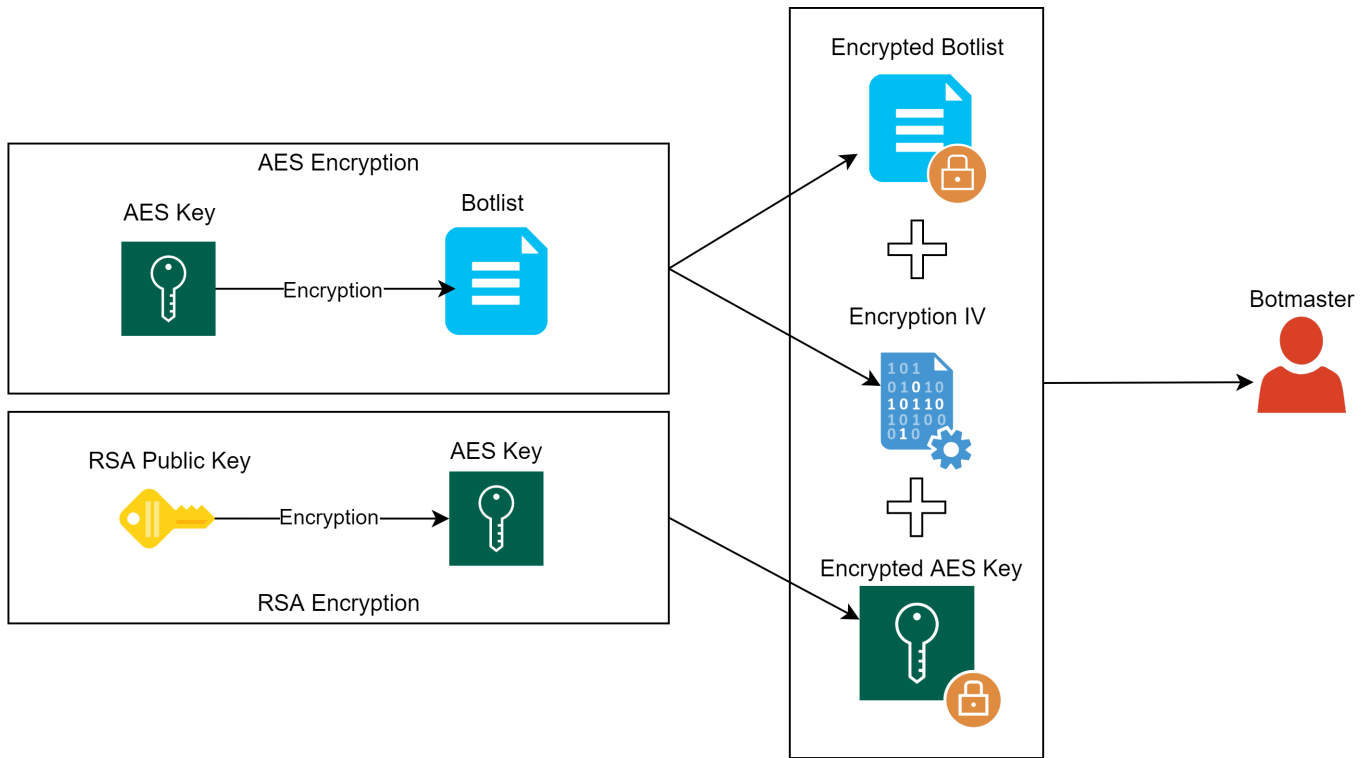 AES Encryption
AES Key
Botlist
Encryption
RSA Public Key
AES Key
Encryption
RSA Encryption
Encrypted Botlist
Encryption IV
101
01010
10110
10100
010
Encrypted AES Key
Botmaster